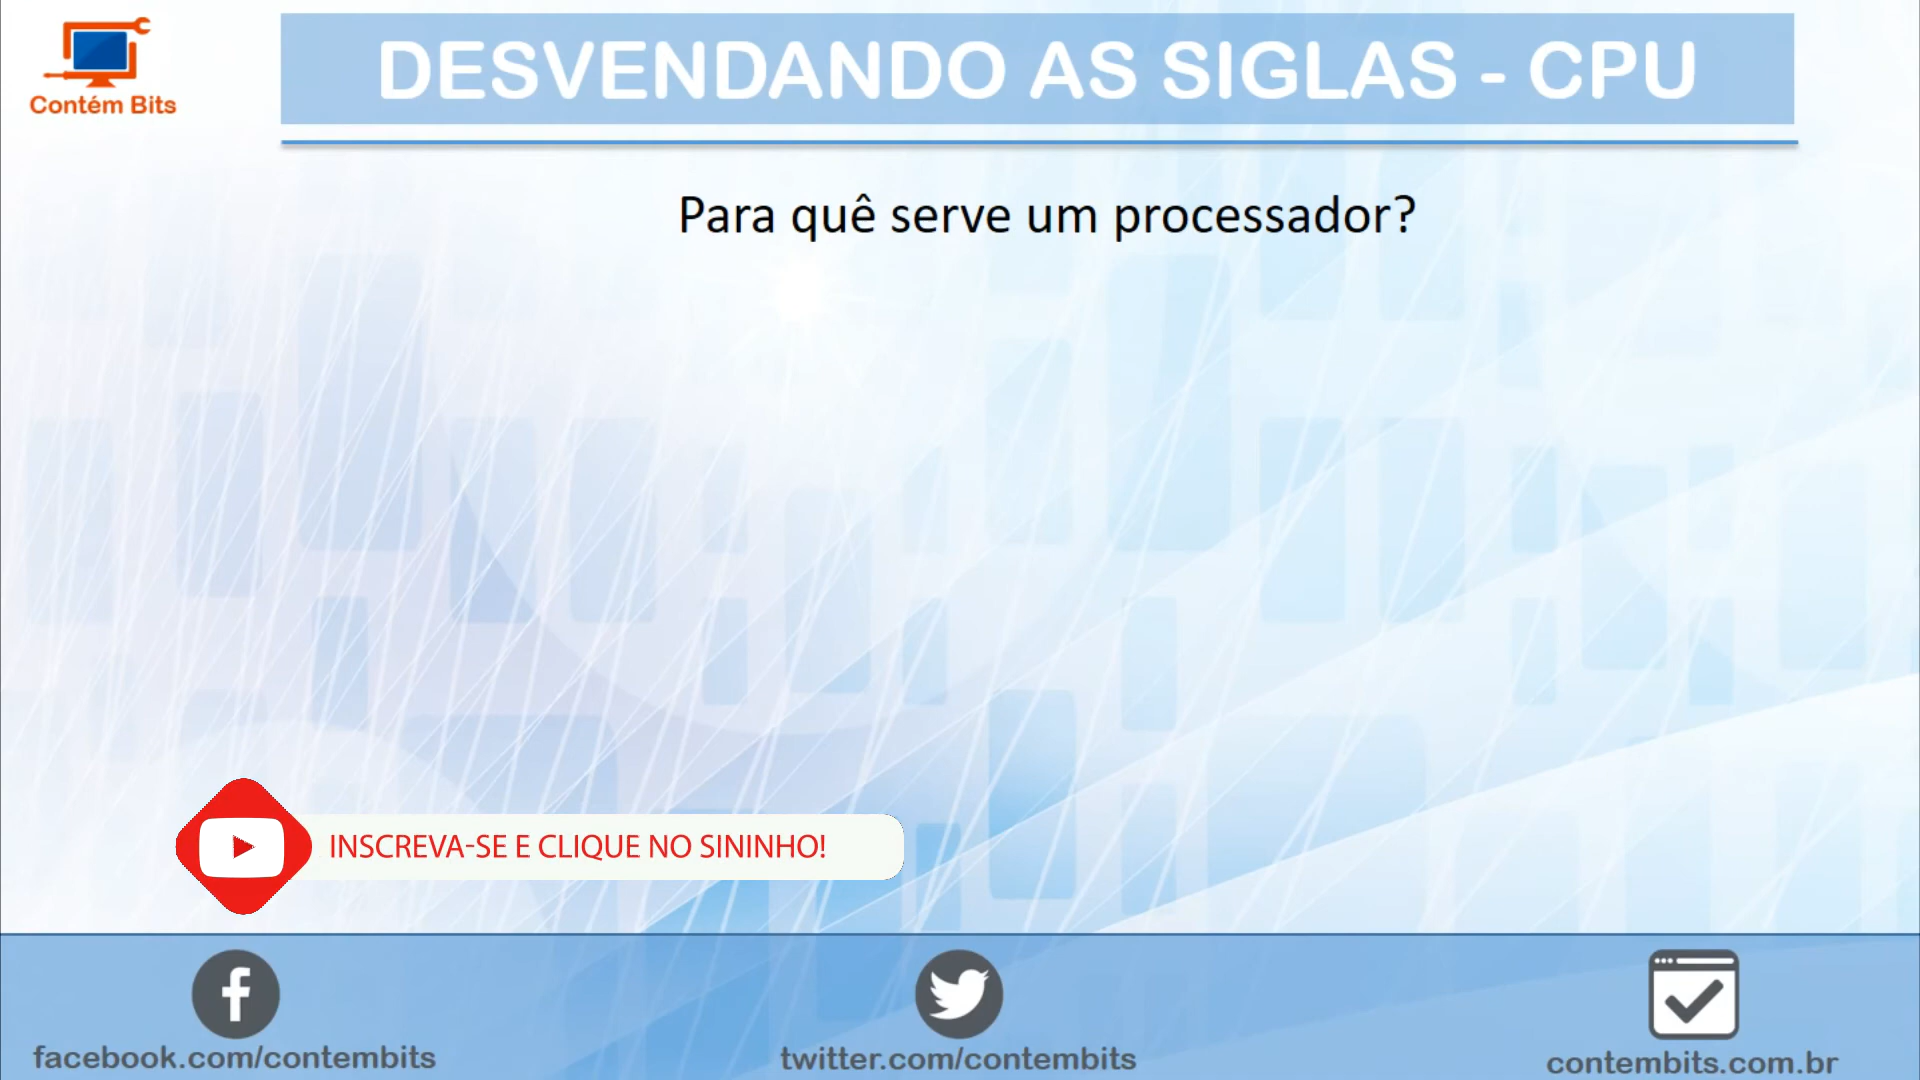 Contém Bits
DESVENDANDO AS SIGLAS - CPU
Para quê serve um processador?
INSCREVA-SE E CLIQUE NO SININHO!
facebook.com/contembits
twitter.com/contembits
contembits.com.br